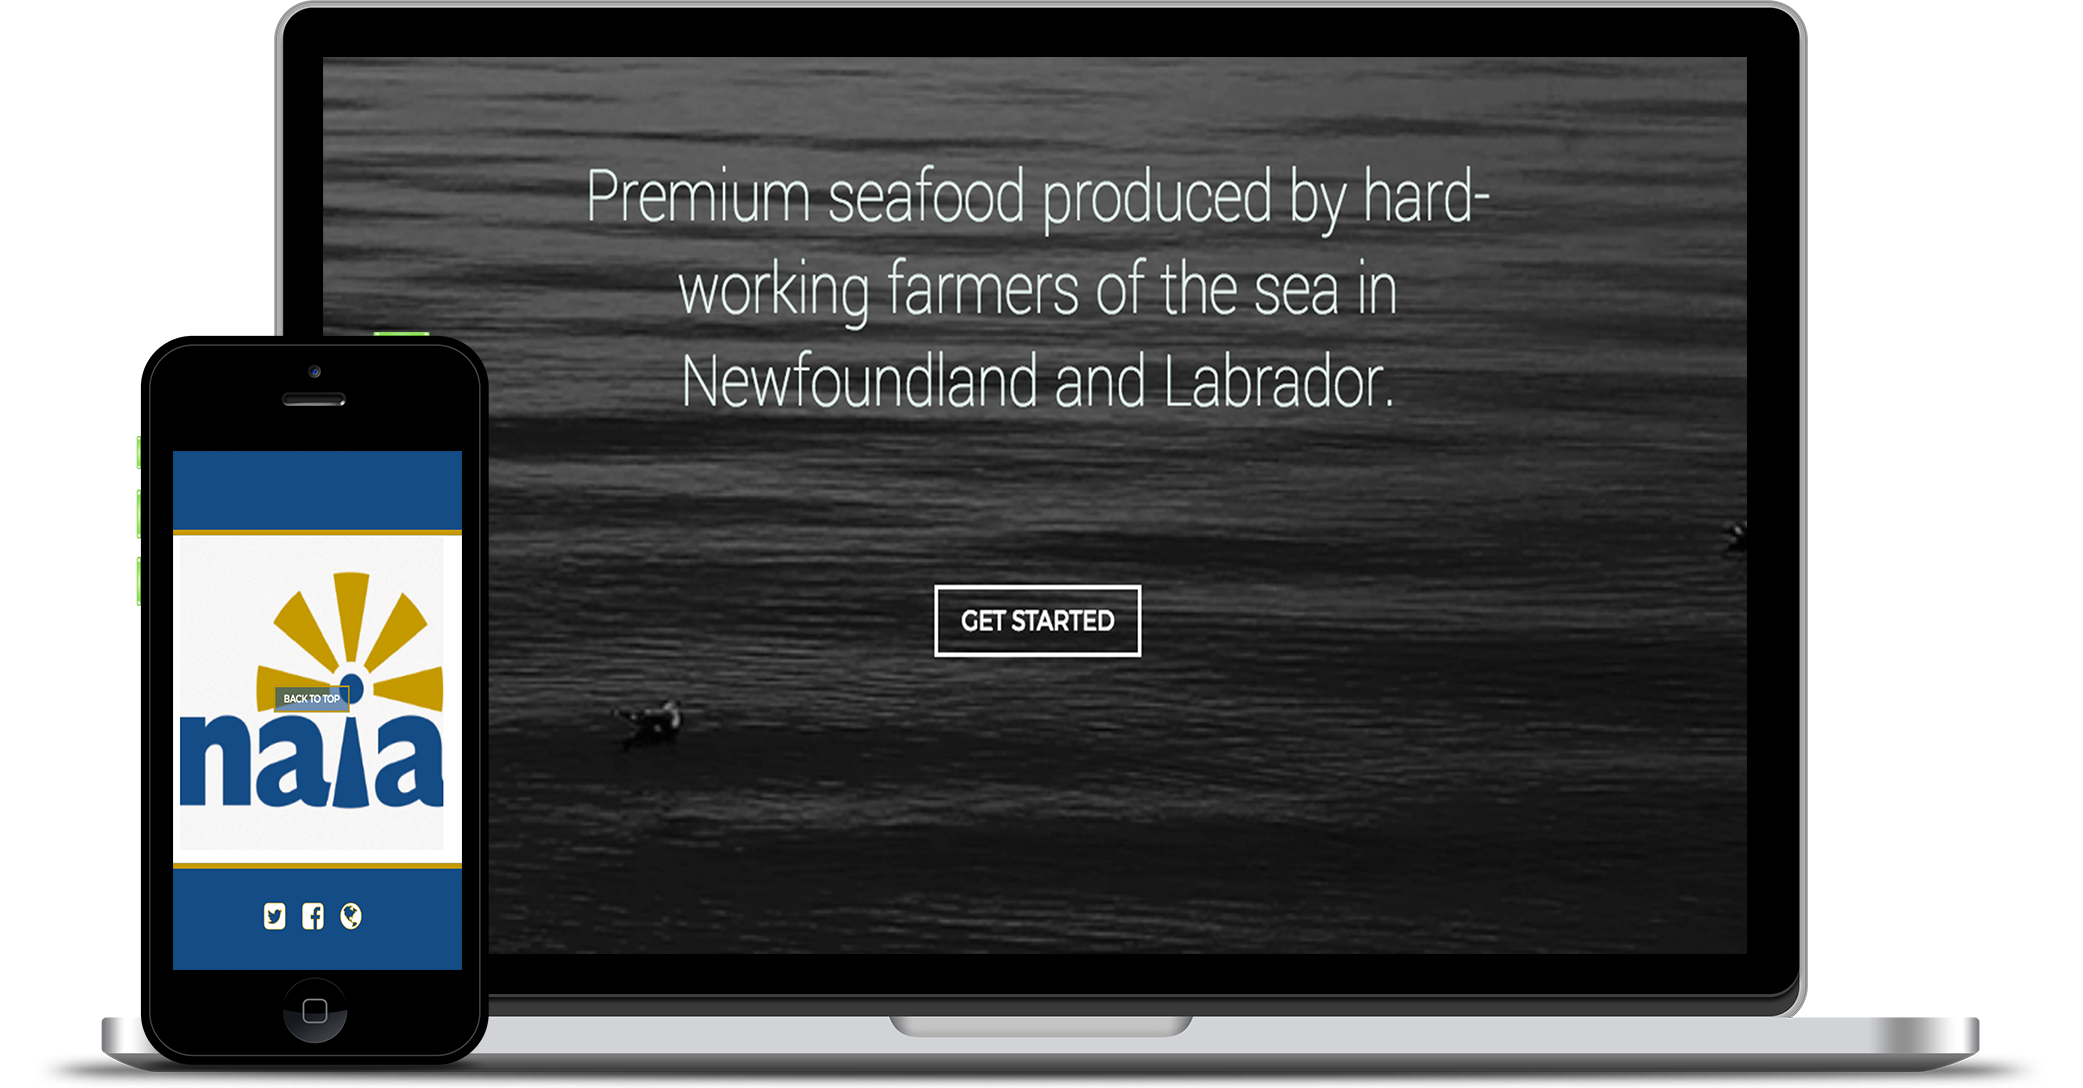 Premium seafood produced by hard-
working farmers of the sea in
Newfoundland and Labrador.
GET STARTED
BACK TO TOP
naia